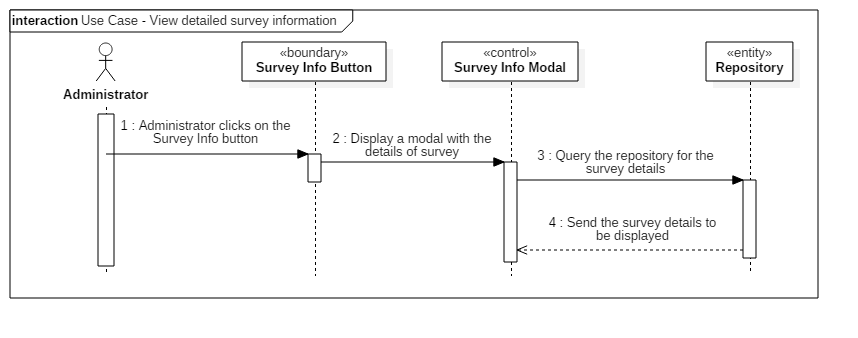 interaction Use Case - View detailed survey information
«boundary»
Survey Info Button
«control»
Survey Info Modal
«entity»
Repository
Administrator
1 : Administrator clicks on the
Survey Info button
2 : Display a modal with the
details of survey
3 : Query the repository for the
survey details
4 : Send the survey details to
be displayed